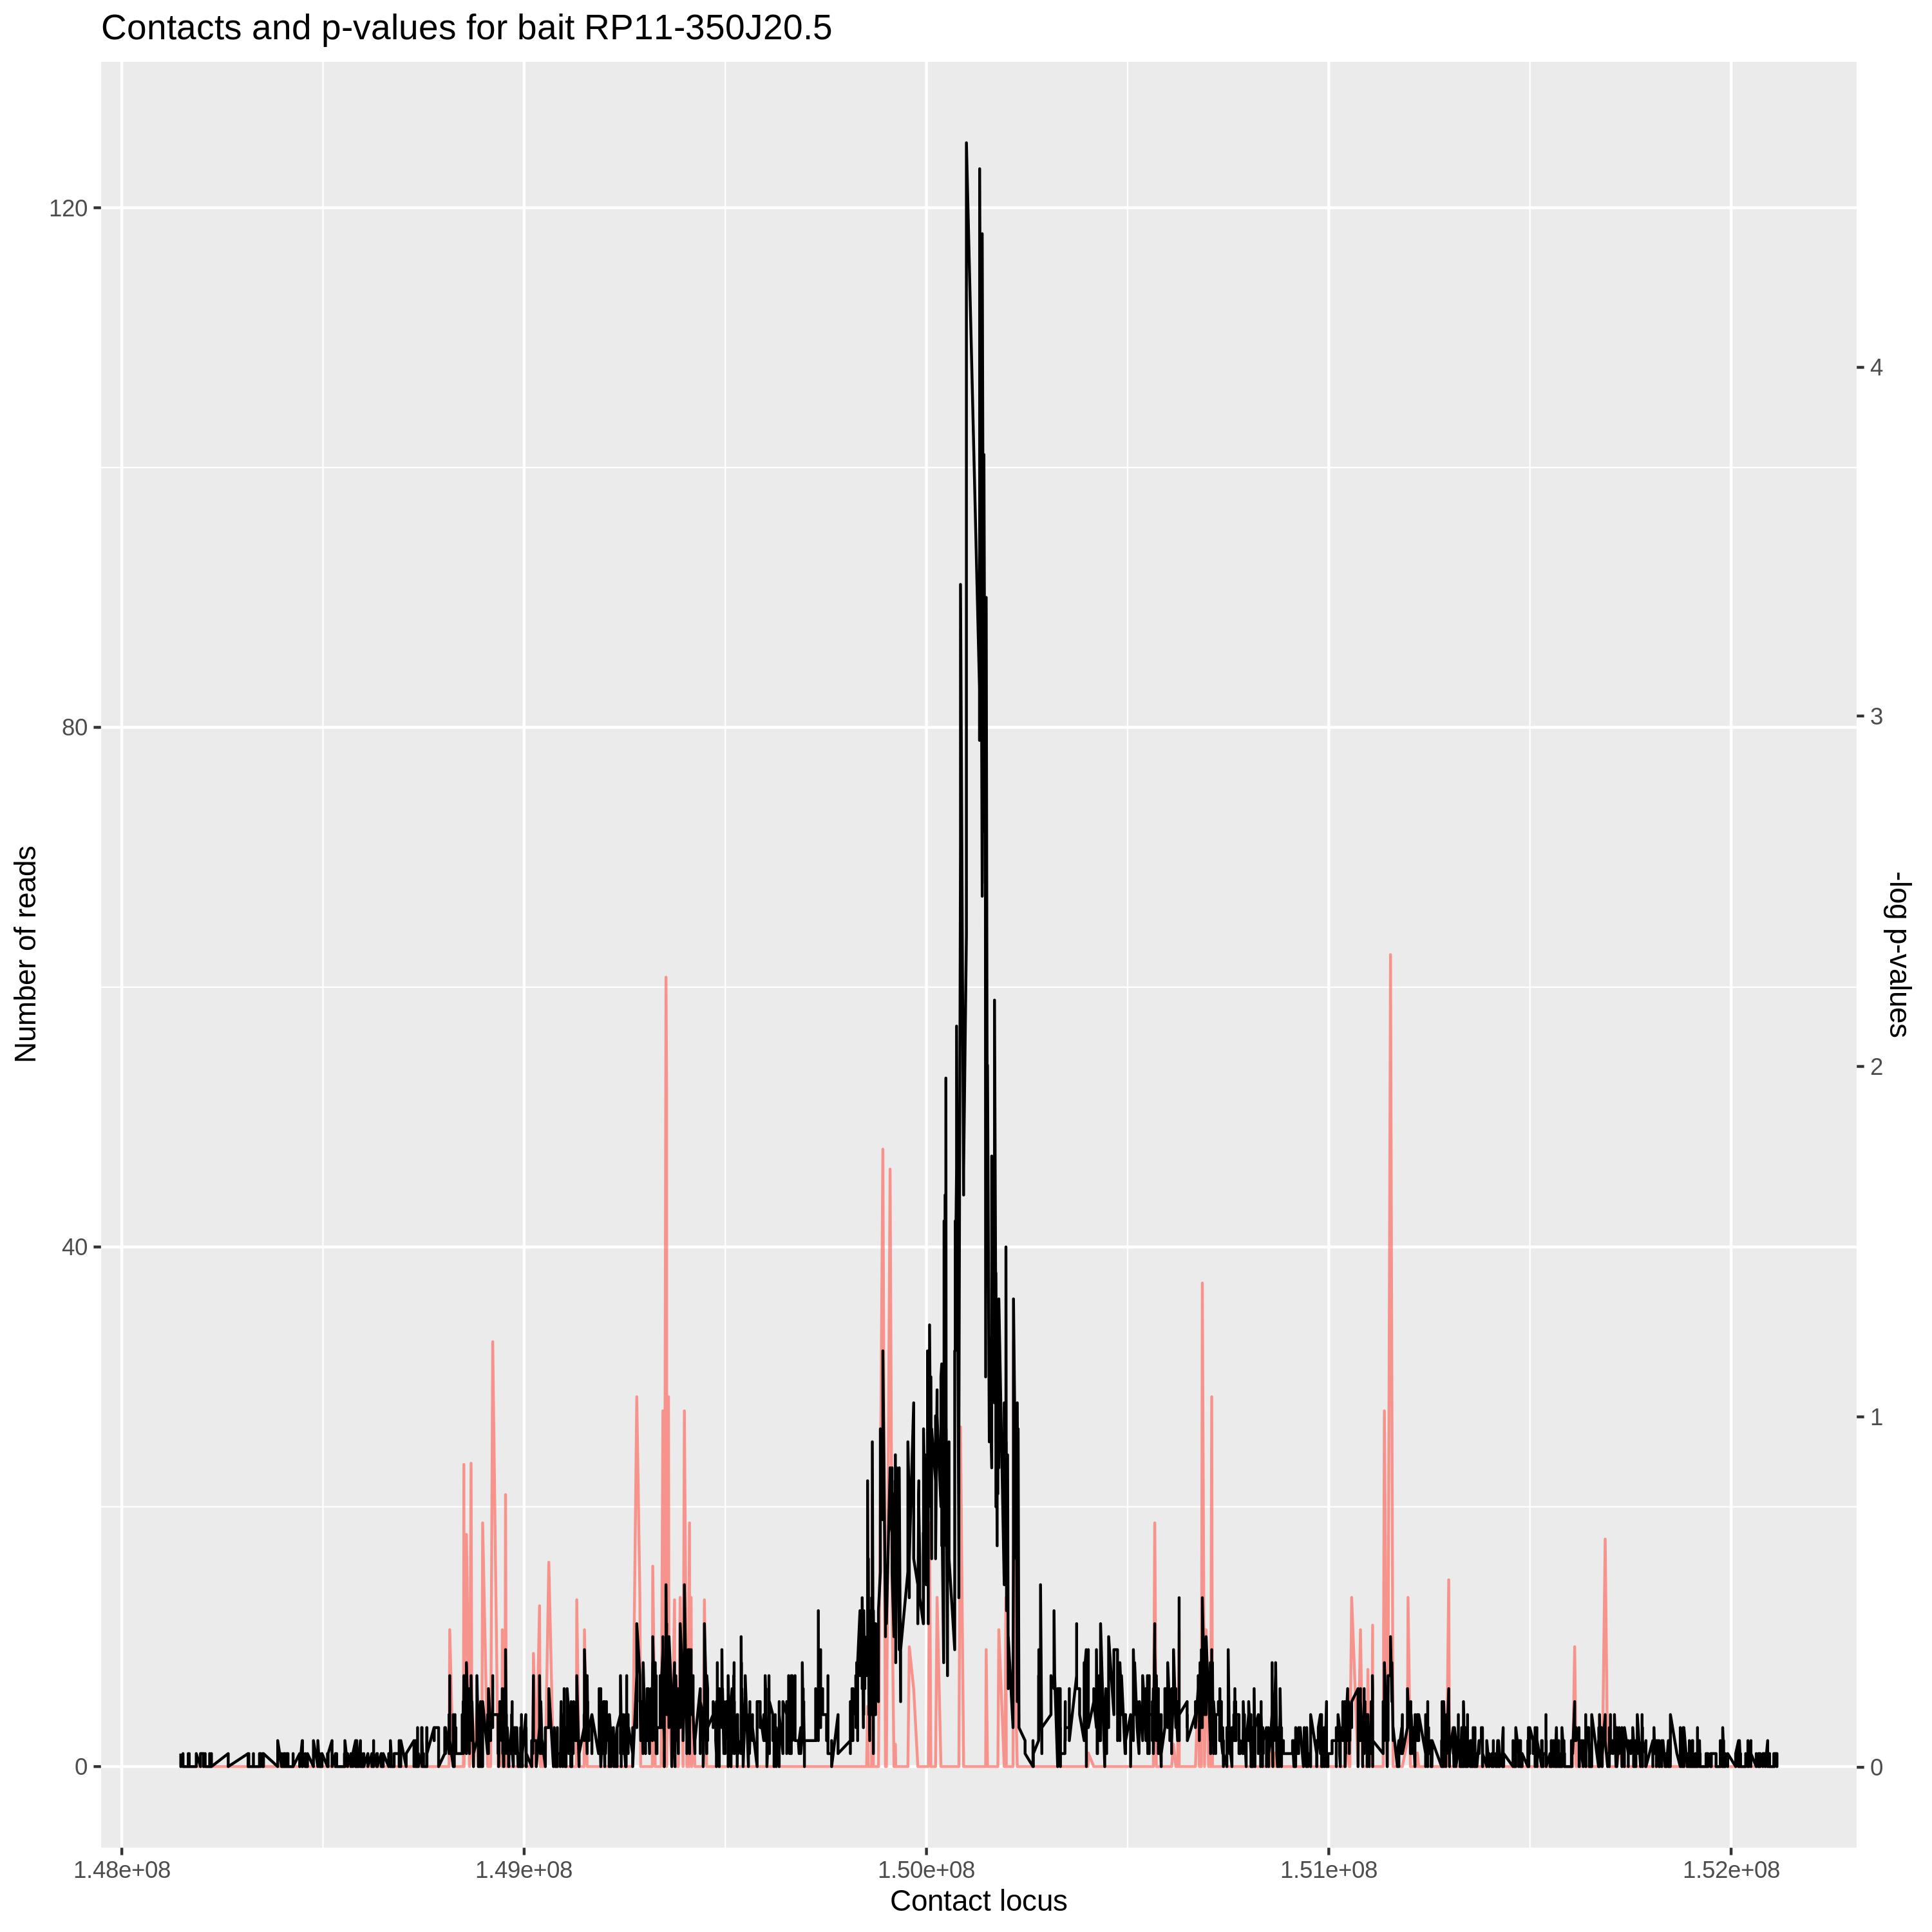 Contacts and p-values for bait RP11-350J20.5
120
80
40
0
Number of reads
4
3
2
1
0
-log p-values
1.48e+08
1.49e+08
1.50e+08
1.51e+08
1.52e+08
Contact locus